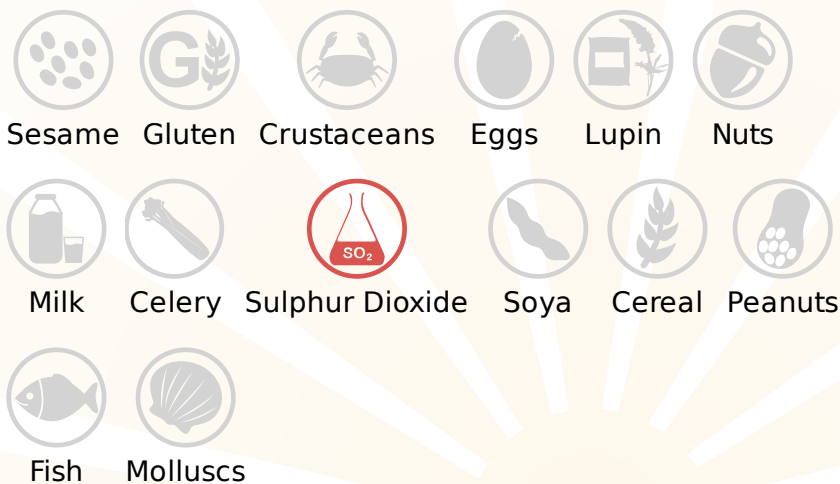 G
Sesame Gluten Crustaceans Eggs Lupin Nuts
SO₂
Milk Celery Sulphur Dioxide Soya Cereal Peanuts
Fish Molluscs